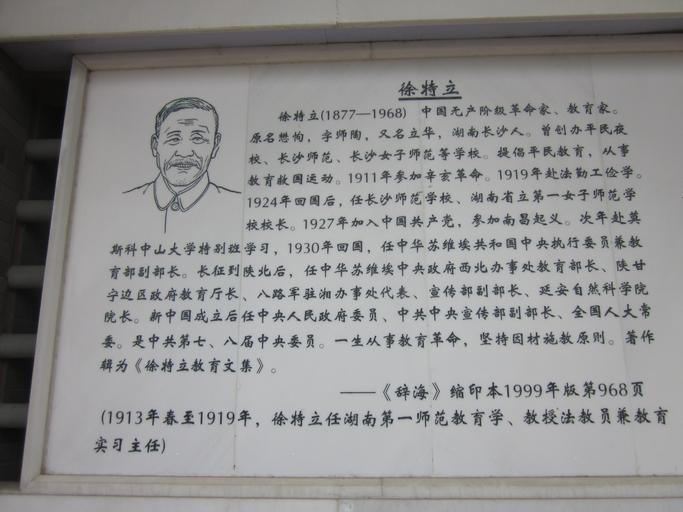 徐特立
徐特立(1877—1968) 中国无产阶级革命家、教育家。
原名懋恂，字师陶，又名立华，湖南长沙人。曾创办平民夜
校、长沙师范、长沙女子师范等学校。提倡平民教育，从事
教育救国运动。1911年参加辛亥革命。1919年赴法勤工俭学。
1924年回国后，任长沙师范学校、湖南省立第一女子师范学
校校长。1927年加入中国共产党，参加南昌起义。次年赴莫
斯科中山大学特别班学习，1930年回国，任中华苏维埃共和国中央执行委员兼教
育部副部长。长征到陕北后，任中华苏维埃中央政府西北办事处教育部长、陕甘
宁边区政府教育厅长、八路军驻湘办事处代表、宣传部副部长、延安自然科学院
院长。新中国成立后任中央人民政府委员、中共中央宣传部副部长、全国人大常
委。是中共第七、八届中央委员。一生从事教育革命，坚持因材施教原则。著作
辑为《徐特立教育文集》。
——《辞海》缩印本1999年版第968页
(1913年春至1919年，徐特立任湖南第一师范教育学、教授法教员兼教育
实习主任)